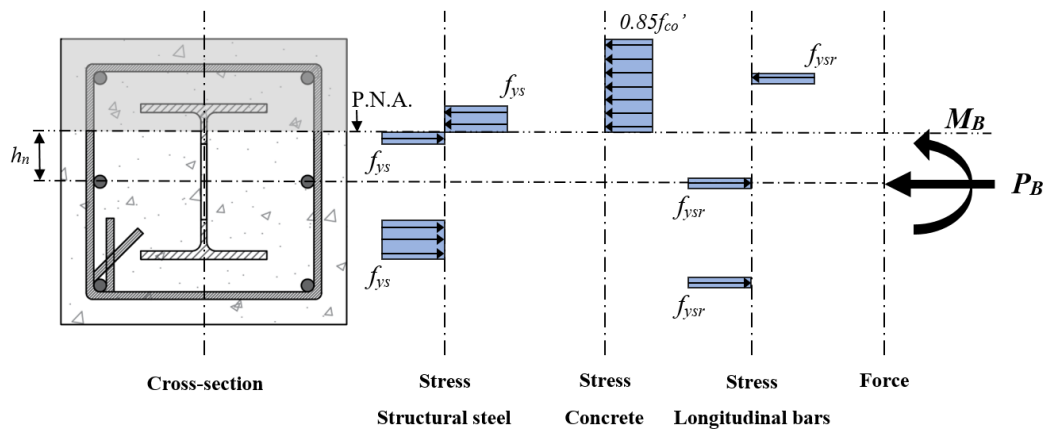 0.85fco’
fys
fysr
P.N.A.
MB
hn
fys
PB
fysr
fys
fysr
Cross-section
Stress
Stress
Stress
Force
Structural steel
Concrete
Longitudinal bars